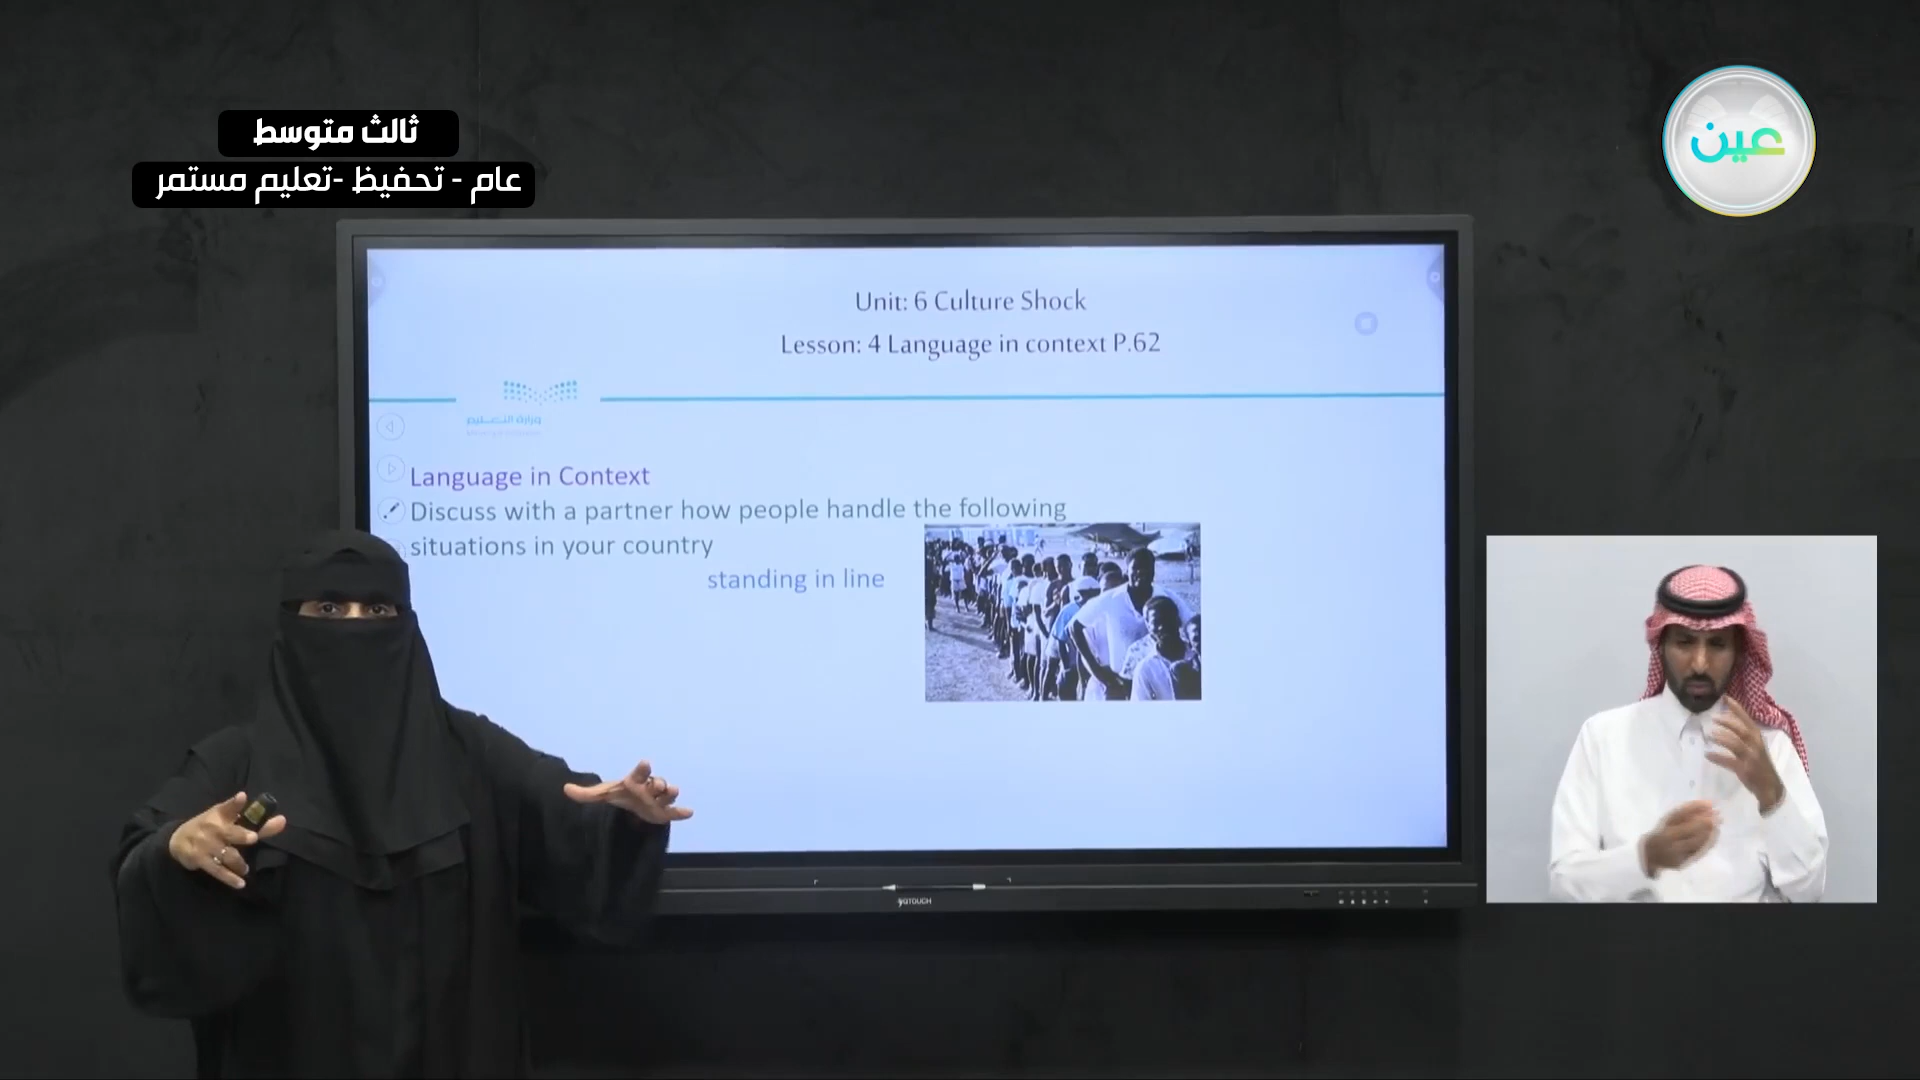 ثالث متوسط
عام - تحفيظ -تعليم مستمر
عين
Unit: 6 Culture Shock
Lesson: 4 Language in context P.62
وزارة التعليم
Language in Context
Discuss with a partner how people handle the following
situations in your country
standing in line